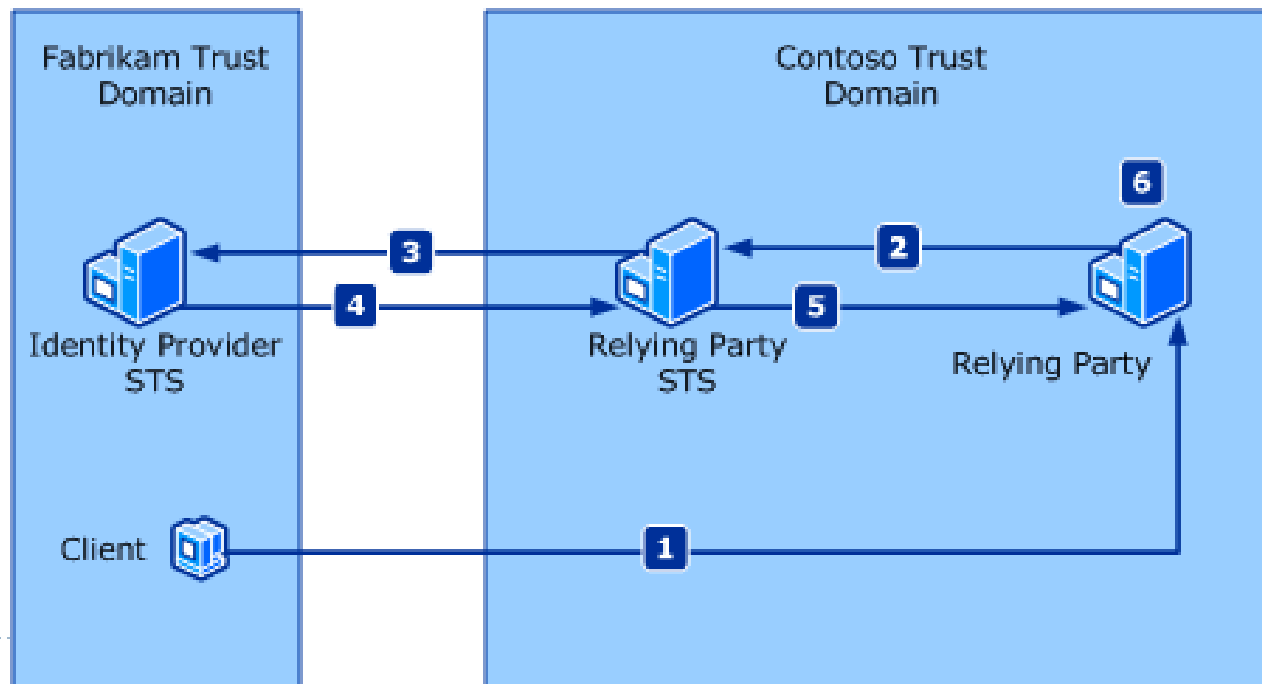 Fabrikam Trust
Domain
Contoso Trust
Domain
6
3
2
4
5
Identity Provider
STS
Relying Party
STS
Relying Party
Client
1